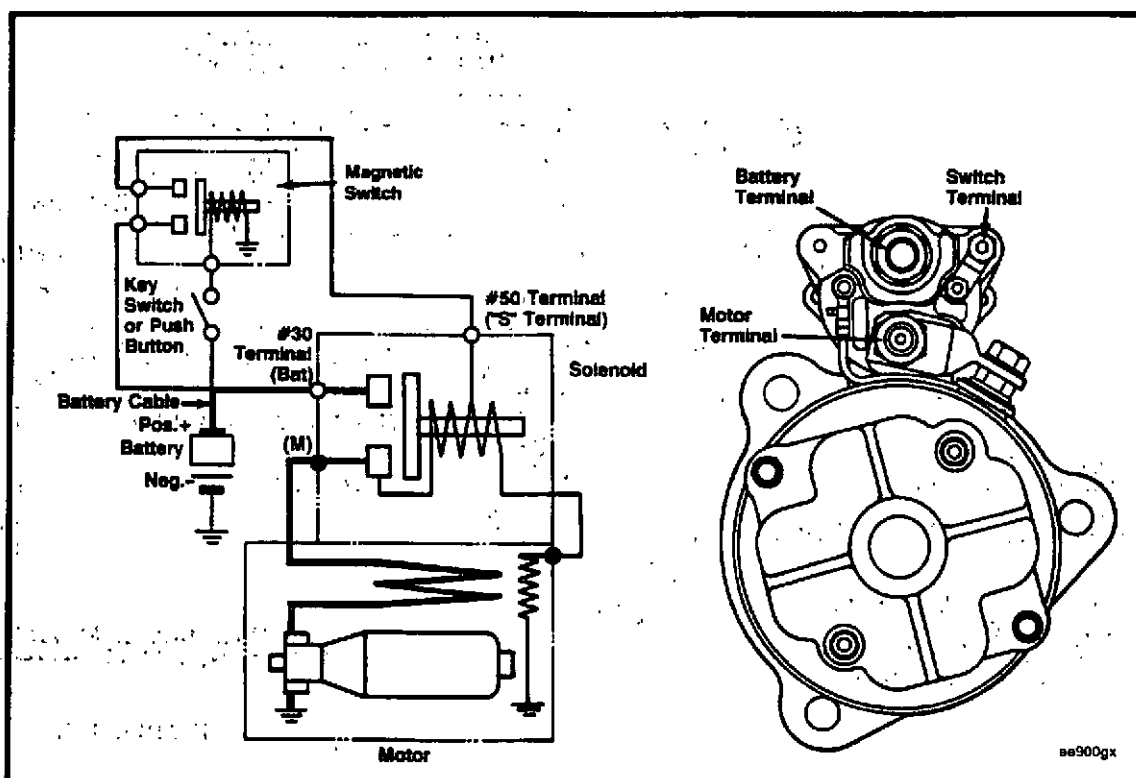 Magnetic
Switch
Key
Switch
or Push
Button
#50 Terminal
("S" Terminal)
#30
Terminal
(Bat)
Solenoid
Battery Cable
Pos.+
Battery
(M)
Neg.-
Motor
Battery
Terminal
Switch
Terminal
Motor
Terminal
ae900gx